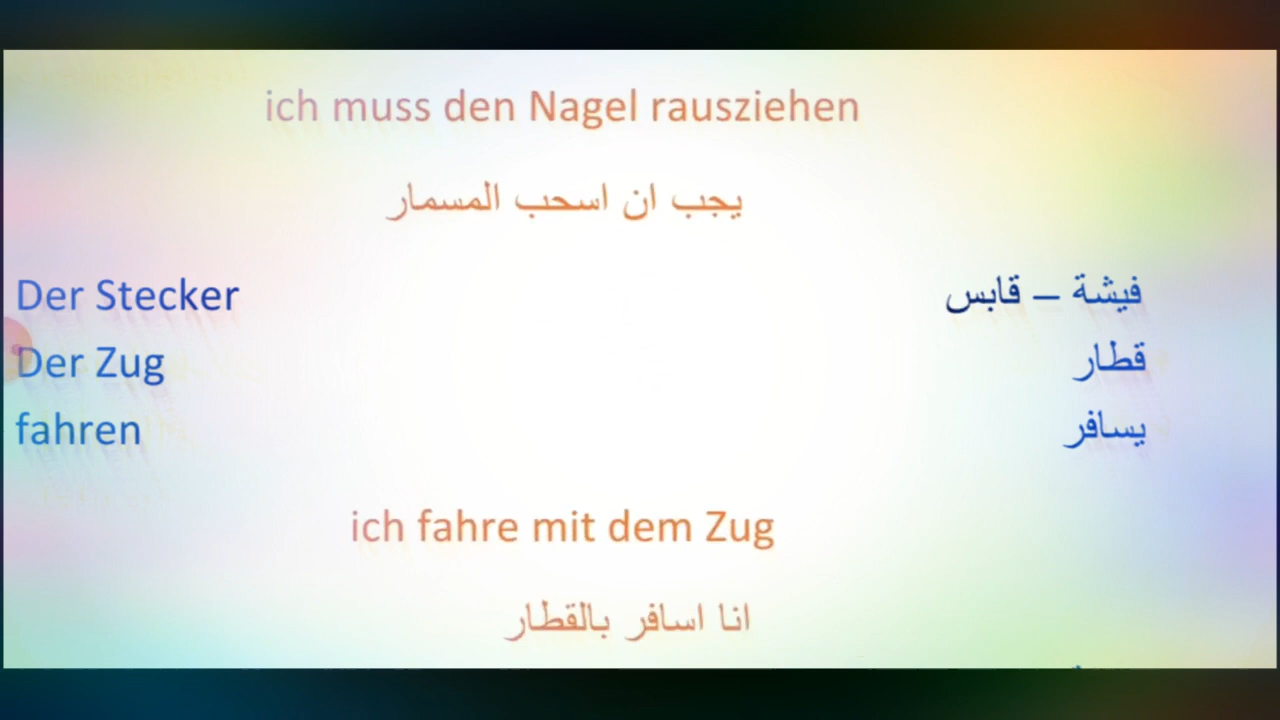 ich muss den Nagel rausziehen
يجب ان اسحب المسمار
Der Stecker فيشة – قابس
Der Zug قطار
fahren يسافر
ich fahre mit dem Zug
انا اسافر بالقطار